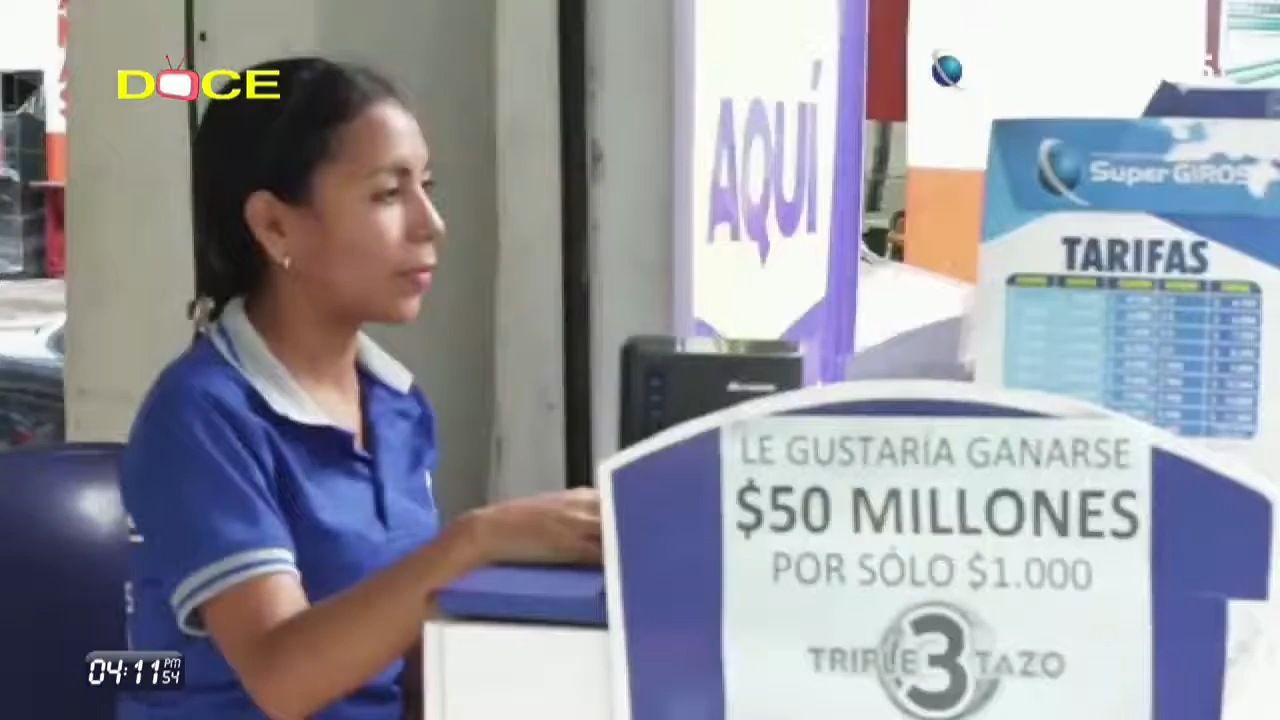 DOCE
AQUÍ
SuperGIROS
TARIFAS
LE GUSTARÍA GANARSE
$50 MILLONES
POR SÓLO $1.000
TRIPLE 3 TAZO
04:11 PM 54